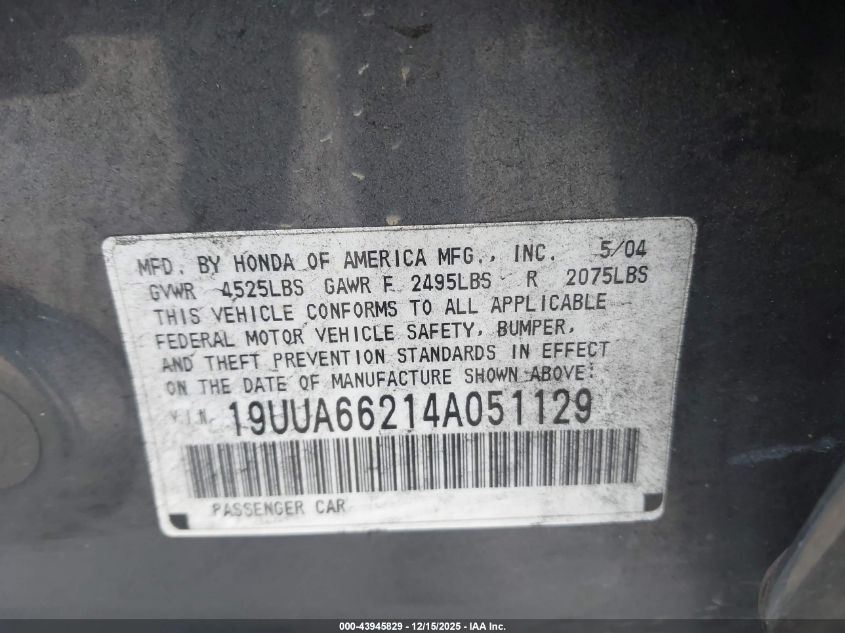 MFD. BY HONDA OF AMERICA MFG., INC. 5/04
GVWR 4525LBS GAWR F 2495LBS R 2075LBS
THIS VEHICLE CONFORMS TO ALL APPLICABLE
FEDERAL MOTOR VEHICLE SAFETY, BUMPER,
AND THEFT PREVENTION STANDARDS IN EFFECT
ON THE DATE OF MANUFACTURE SHOWN ABOVE:
V.I.N. 19UUA66214A051129
PASSENGER CAR
000-43945829 - 12/15/2025 - IAA Inc.